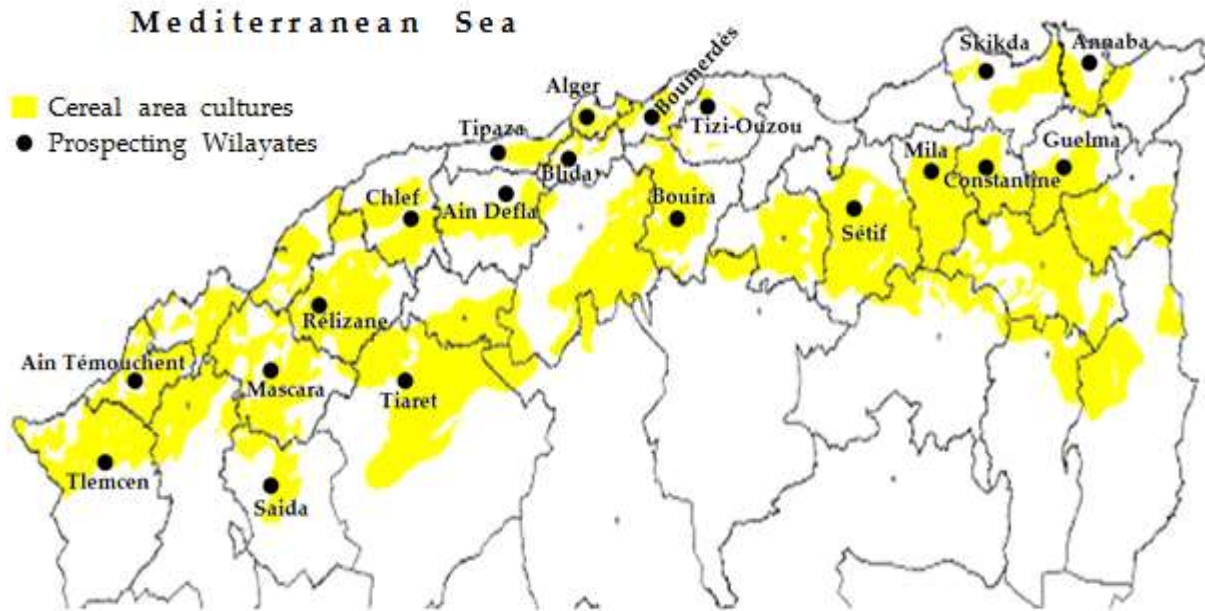 Mediterranean Sea
Cereal area cultures
Prospecting Wilayates
Skikda
Annaba
Alger
Boumerdès
Tizi-Ouzou
Tipaza
Blida
Guelma
Mila
Constantine
Chlef
Ain Defla
Bouira
Sétif
Rélizane
Ain Témouchent
Mascara
Tiaret
Tlemcen
Saida